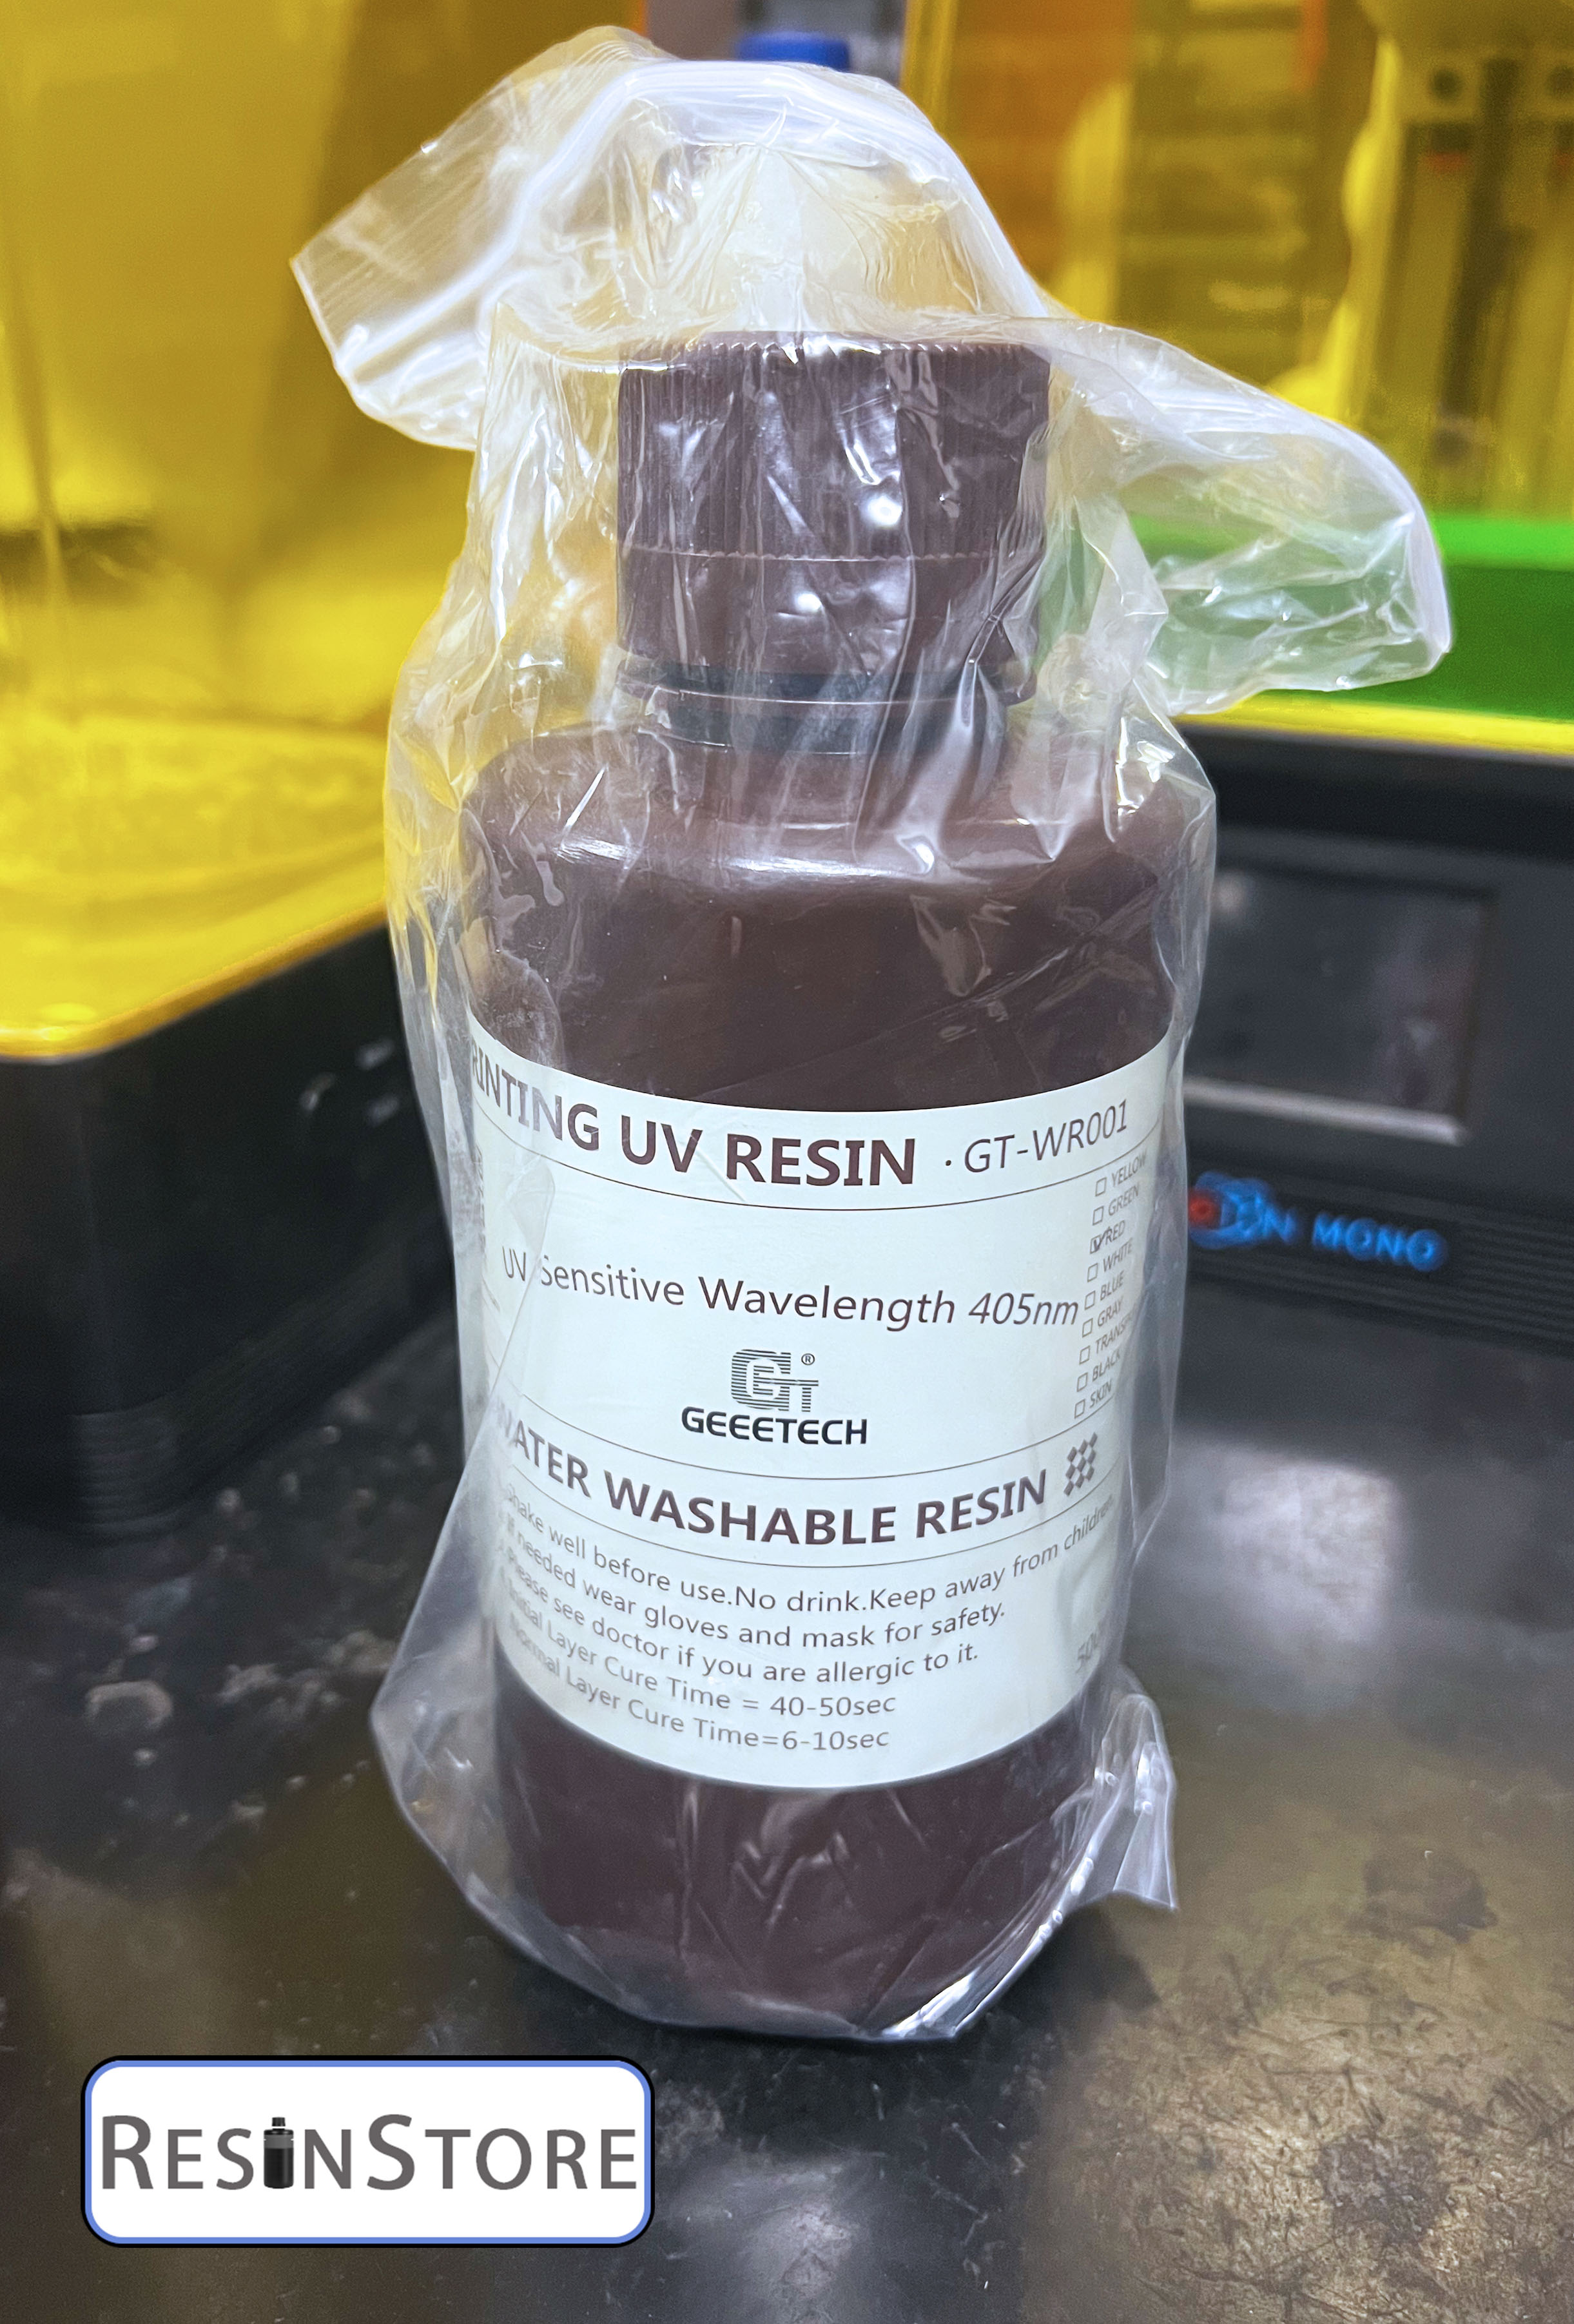 UV RESIN · GT-WR001
YELLOW
GREEN
RED
WHITE
BLUE
GRAY
BLACK
SKIN
UV Sensitive Wavelength 405nm
GT®
GEEETECH
WATER WASHABLE RESIN
Shake well before use.No drink.Keep away from children.
If needed wear gloves and mask for safety.
Please see doctor if you are allergic to it.
Initial Layer Cure Time = 40-50sec
Normal Layer Cure Time=6-10sec
MONO
RESINSTORE